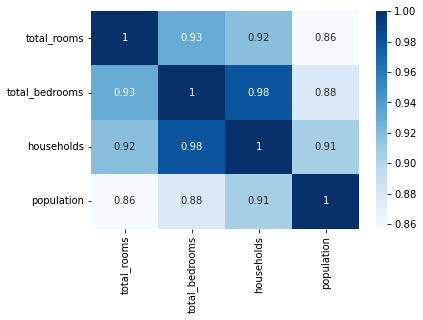 total_rooms 1 0.93 0.92 0.86
total_bedrooms 0.93 1 0.98 0.88
households 0.92 0.98 1 0.91
population 0.86 0.88 0.91 1
total_rooms
total_bedrooms
households
population
1.00
0.98
0.96
0.94
0.92
0.90
0.88
0.86